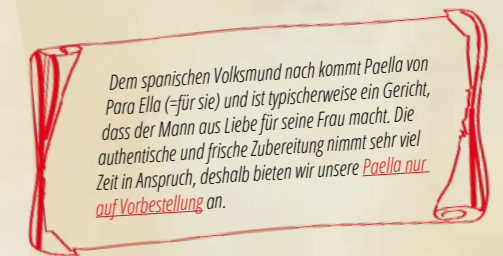 Dem spanischen Volksmund nach kommt Paella von
Para Ella (=für sie) und ist typischerweise ein Gericht,
dass der Mann aus Liebe für seine Frau macht. Die
authentische und frische Zubereitung nimmt sehr viel
Zeit in Anspruch, deshalb bieten wir unsere Paella nur
auf Vorbestellung an.